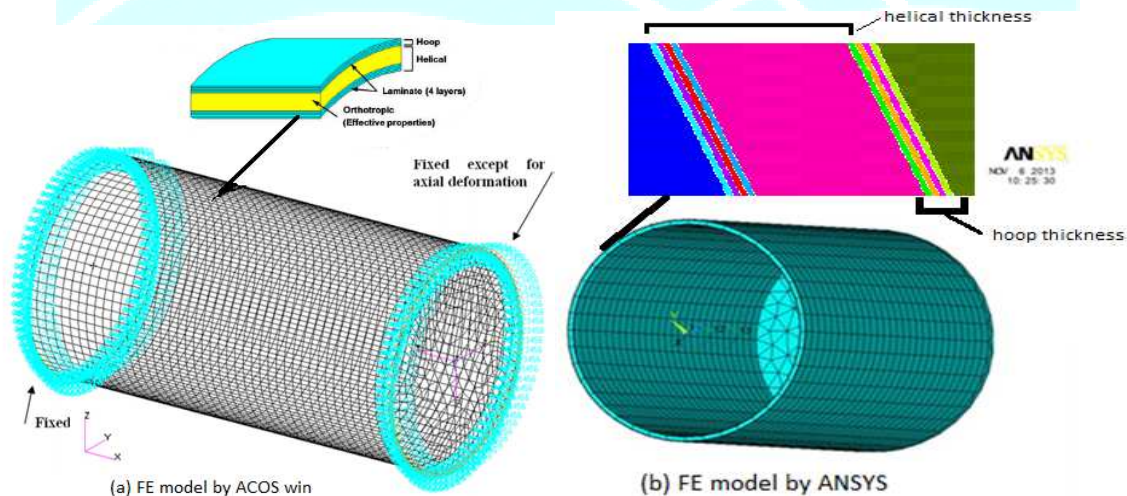 Hoop
Helical
Laminate (4 layers)
Orthotropic
(Effective properties)
Fixed except for
axial deformation
Fixed
Z
Y
X
(a) FE model by ACOS win
helical thickness
ANSYS
NOV 6 2013
10:25:30
hoop thickness
(b) FE model by ANSYS